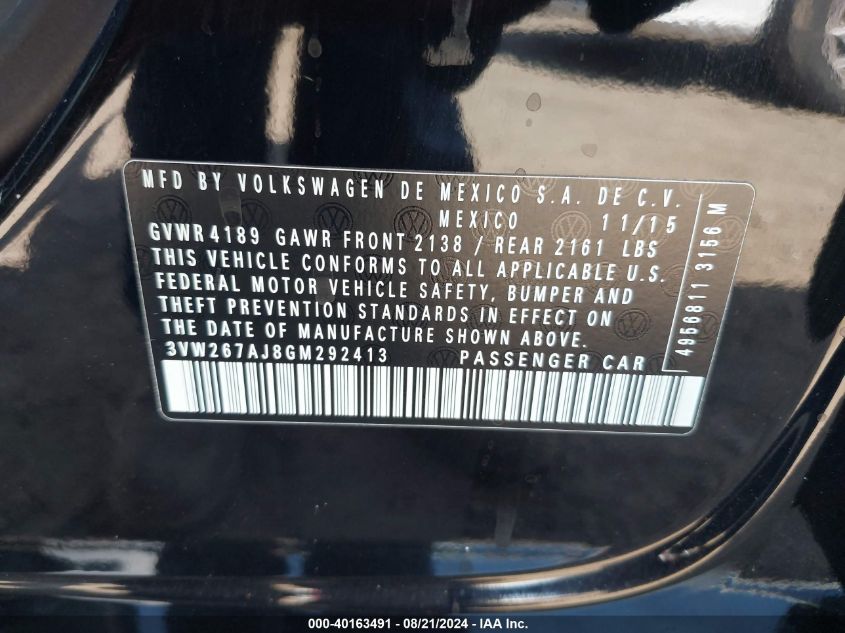 MFD BY VOLKSWAGEN DE MEXICO S.A. DE C.V.
MEXICO 11/15
GVWR 4189 GAWR FRONT 2138 / REAR 2161 LBS
THIS VEHICLE CONFORMS TO ALL APPLICABLE U.S.
FEDERAL MOTOR VEHICLE SAFETY, BUMPER AND
THEFT PREVENTION STANDARDS IN EFFECT ON
THE DATE OF MANUFACTURE SHOWN ABOVE.
3VW267AJ8GM292413 PASSENGER CAR
4956811 3156 M
000-40163491 - 08/21/2024 - IAA Inc.